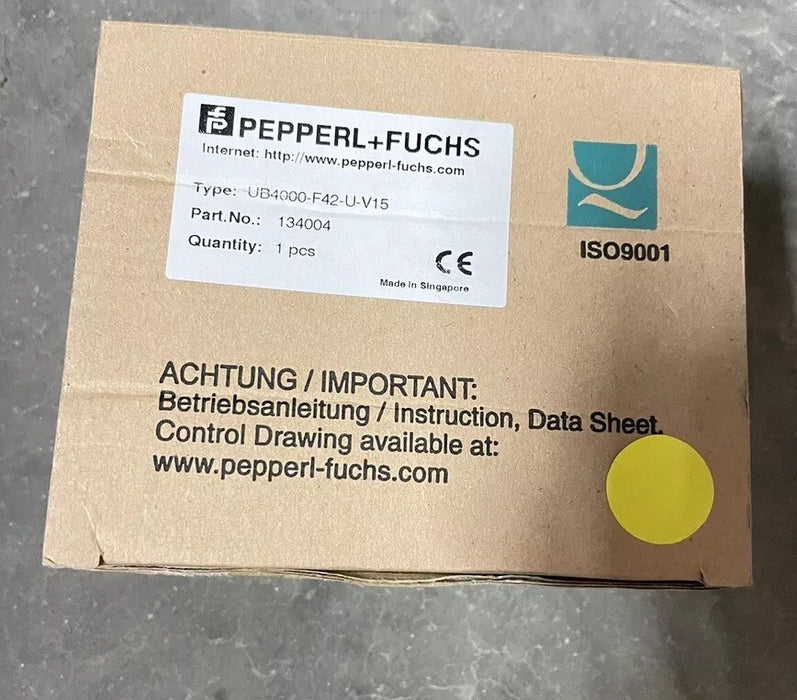 PEPPERL+FUCHS
Internet: http://www.pepperl-fuchs.com
Type: UB4000-F42-U-V15
Part.No.: 134004
Quantity: 1 pcs
CE
Made in Singapore
ISO9001
ACHTUNG / IMPORTANT:
Betriebsanleitung / Instruction, Data Sheet.
Control Drawing available at:
www.pepperl-fuchs.com